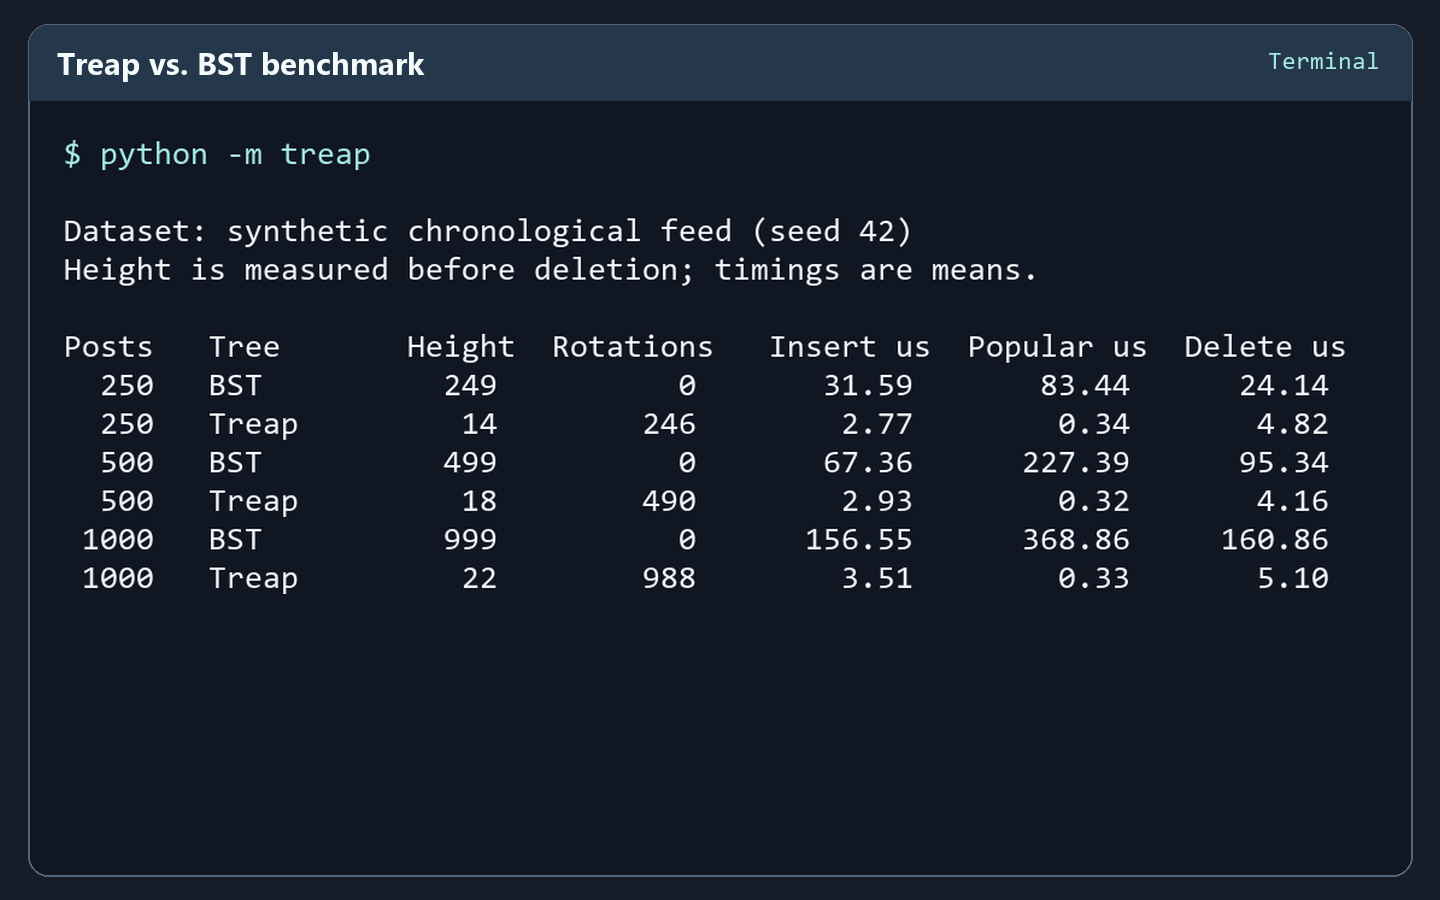 Treap vs. BST benchmark
Terminal
$ python -m treap
Dataset: synthetic chronological feed (seed 42)
Height is measured before deletion; timings are means.
Posts Tree Height Rotations Insert us Popular us Delete us
250 BST 249 0 31.59 83.44 24.14
250 Treap 14 246 2.77 0.34 4.82
500 BST 499 0 67.36 227.39 95.34
500 Treap 18 490 2.93 0.32 4.16
1000 BST 999 0 156.55 368.86 160.86
1000 Treap 22 988 3.51 0.33 5.10